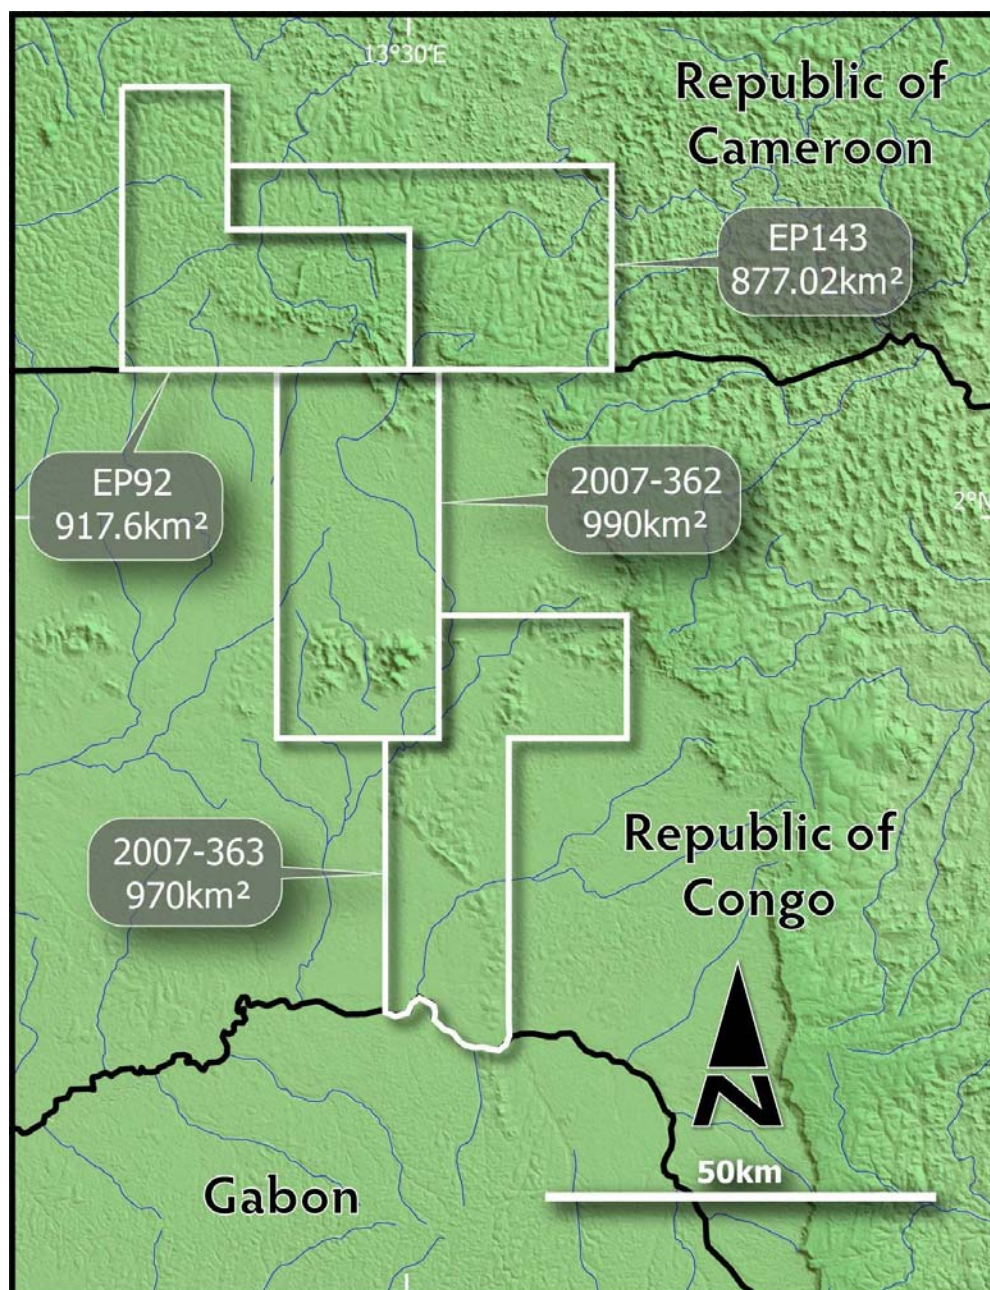 13°30'E
Republic of
Cameroon
EP143
877.02km²
EP92
917.6km²
2007-362
990km²
2°N
2007-363
970km²
Republic of
Congo
N
50km
Gabon